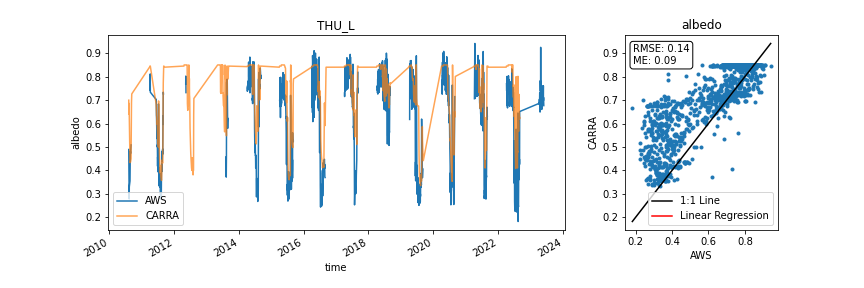 THU_L
albedo
0.9
0.8
0.7
0.6
0.5
0.4
0.3
0.2
AWS
CARRA
2010
2012
2014
2016
2018
2020
2022
2024
time
albedo
RMSE: 0.14
ME: 0.09
CARRA
0.9
0.8
0.7
0.6
0.5
0.4
0.3
0.2
1:1 Line
Linear Regression
0.2
0.4
0.6
0.8
AWS